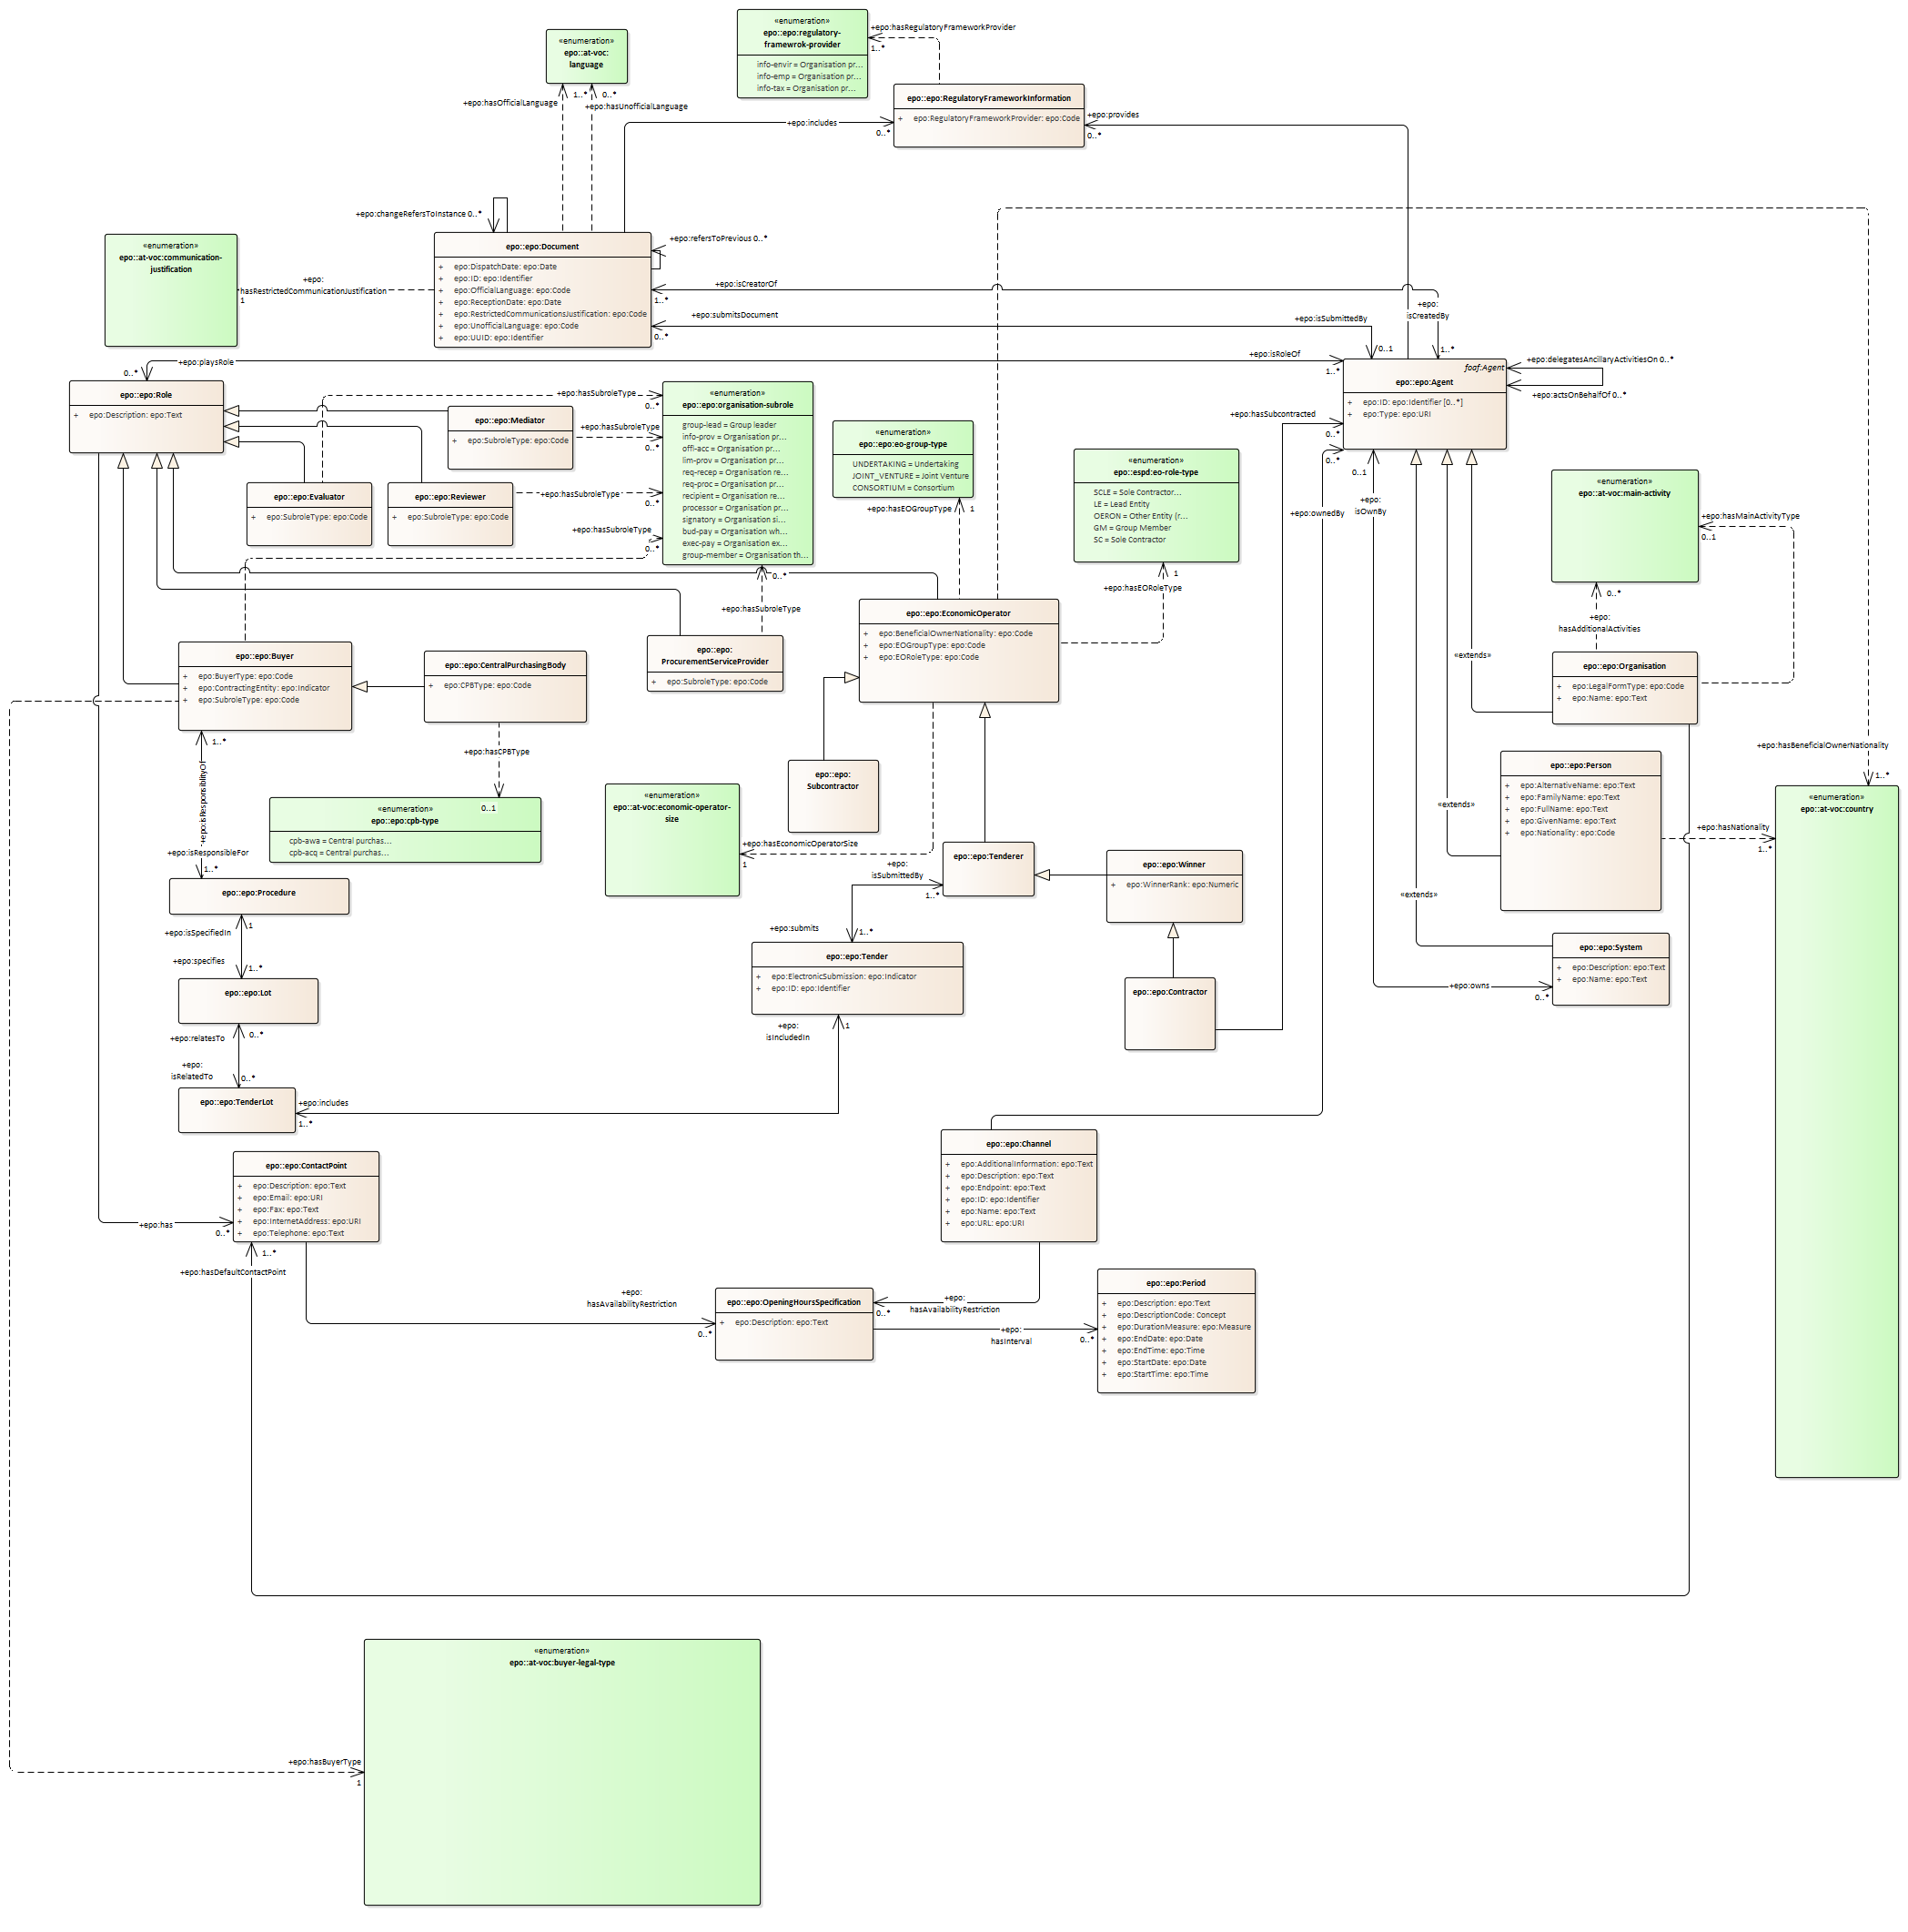 «enumeration»
epo::epo:regulatory-
framewrok-provider
info-envir = Organisation pr...
info-emp = Organisation pr...
info-tax = Organisation pr...
+epo:hasRegulatoryFrameworkProvider
1..*
«enumeration»
epo::at-voc:
language
+epo:hasOfficialLanguage
1..*
0..*
+epo:hasUnofficialLanguage
epo::epo:RegulatoryFrameworkInformation
+ epo:RegulatoryFrameworkProvider: epo:Code
+epo:includes
0..*
+epo:provides
0..*
+epo:changeRefersToInstance 0..*
«enumeration»
epo::at-voc:communication-
justification
+epo:
hasRestrictedCommunicationJustification
1
epo::epo:Document
+ epo:DispatchDate: epo:Date
+ epo:ID: epo:Identifier
+ epo:OfficialLanguage: epo:Code
+ epo:ReceptionDate: epo:Date
+ epo:RestrictedCommunicationsJustification: epo:Code
+ epo:UnofficialLanguage: epo:Code
+ epo:UUID: epo:Identifier
+epo:refersToPrevious 0..*
+epo:isCreatorOf
1..*
+epo:submitsDocument
0..*
+epo:isSubmittedBy
0..1
+epo:
isCreatedBy
1..*
+epo:playsRole
0..*
+epo:isRoleOf
1..*
foaf:Agent
epo::epo:Agent
+ epo:ID: epo:Identifier [0..*]
+ epo:Type: epo:URI
+epo:delegatesAncillaryActivitiesOn 0..*
+epo:actsOnBehalfOf 0..*
epo::epo:Role
+ epo:Description: epo:Text
epo::epo:Mediator
+ epo:SubroleType: epo:Code
+epo:hasSubroleType
0..*
+epo:hasSubroleType
0..*
«enumeration»
epo::epo:organisation-subrole
group-lead = Group leader
info-prov = Organisation pr...
offl-acc = Organisation pr...
lim-prov = Organisation pr...
req-recep = Organisation re...
req-proc = Organisation pr...
recipient = Organisation re...
processor = Organisation pr...
signatory = Organisation si...
bud-pay = Organisation wh...
exec-pay = Organisation ex...
group-member = Organisation th...
«enumeration»
epo::epo:eo-group-type
UNDERTAKING = Undertaking
JOINT_VENTURE = Joint Venture
CONSORTIUM = Consortium
+epo:hasEOGroupType
1
«enumeration»
epo::espd:eo-role-type
SCLE = Sole Contractor...
LE = Lead Entity
OERON = Other Entity (r...
GM = Group Member
SC = Sole Contractor
+epo:hasEORoleType
1
+epo:hasSubcontracted
0..*
0..*
+epo:ownedBy
0..1
+epo:
isOwnBy
«enumeration»
epo::at-voc:main-activity
+epo:hasMainActivityType
0..1
0..*
+epo:
hasAdditionalActivities
epo::epo:Evaluator
+ epo:SubroleType: epo:Code
epo::epo:Reviewer
+ epo:SubroleType: epo:Code
+epo:hasSubroleType
0..*
+epo:hasSubroleType
0..*
0..*
+epo:hasSubroleType
epo::epo:EconomicOperator
+ epo:BeneficialOwnerNationality: epo:Code
+ epo:EOGroupType: epo:Code
+ epo:EORoleType: epo:Code
epo::epo:
ProcurementServiceProvider
+ epo:SubroleType: epo:Code
epo::epo:Buyer
+ epo:BuyerType: epo:Code
+ epo:ContractingEntity: epo:Indicator
+ epo:SubroleType: epo:Code
epo::epo:CentralPurchasingBody
+ epo:CPBType: epo:Code
«extends»
epo::epo:Organisation
+ epo:LegalFormType: epo:Code
+ epo:Name: epo:Text
+epo:hasBeneficialOwnerNationality
1..*
1..*
+epo:isResponsiblityOf
+epo:isResponsibleFor
1..*
+epo:hasCPBType
«enumeration»
0..1
epo::epo:cpb-type
cpb-awa = Central purchas...
cpb-acq = Central purchas...
«enumeration»
epo::at-voc:economic-operator-
size
+epo:hasEconomicOperatorSize
1
epo::epo:
Subcontractor
«extends»
epo::epo:Person
+ epo:AlternativeName: epo:Text
+ epo:FamilyName: epo:Text
+ epo:FullName: epo:Text
+ epo:GivenName: epo:Text
+ epo:Nationality: epo:Code
+epo:hasNationality
1..*
«enumeration»
epo::at-voc:country
epo::epo:Tenderer
+epo:
isSubmittedBy
1..*
epo::epo:Winner
+ epo:WinnerRank: epo:Numeric
«extends»
epo::epo:Procedure
1
+epo:isSpecifiedIn
+epo:specifies
1..*
+epo:submits
1..*
epo::epo:Tender
+ epo:ElectronicSubmission: epo:Indicator
+ epo:ID: epo:Identifier
epo::epo:System
+ epo:Description: epo:Text
+ epo:Name: epo:Text
+epo:owns
0..*
epo::epo:Contractor
epo::epo:Lot
+epo:relatesTo
0..*
+epo:
isRelatedTo
0..*
+epo:
isIncludedIn
1
epo::epo:TenderLot
+epo:includes
1..*
epo::epo:Channel
+ epo:AdditionalInformation: epo:Text
+ epo:Description: epo:Text
+ epo:Endpoint: epo:Text
+ epo:ID: epo:Identifier
+ epo:Name: epo:Text
+ epo:URL: epo:URI
epo::epo:ContactPoint
+ epo:Description: epo:Text
+ epo:Email: epo:URI
+ epo:Fax: epo:Text
+ epo:InternetAddress: epo:URI
+ epo:Telephone: epo:Text
+epo:has
0..*
1..*
+epo:hasDefaultContactPoint
+epo:
hasAvailabilityRestriction
0..*
epo::epo:OpeningHoursSpecification
+ epo:Description: epo:Text
+epo:
hasAvailabilityRestriction
0..*
+epo:
hasInterval
0..*
epo::epo:Period
+ epo:Description: epo:Text
+ epo:DescriptionCode: Concept
+ epo:DurationMeasure: epo:Measure
+ epo:EndDate: epo:Date
+ epo:EndTime: epo:Time
+ epo:StartDate: epo:Date
+ epo:StartTime: epo:Time
«enumeration»
epo::at-voc:buyer-legal-type
+epo:hasBuyerType
1